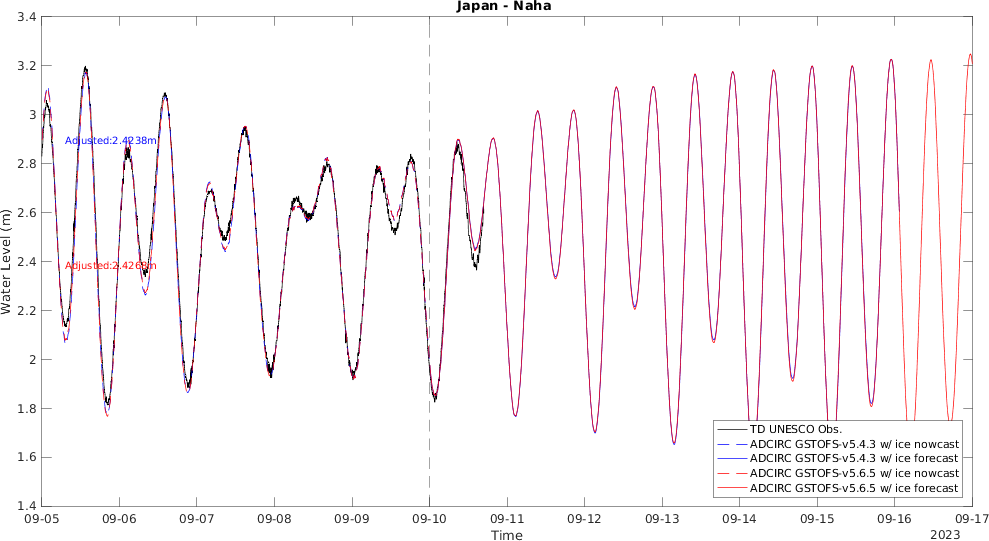 Japan - Naha
3.4
3.2
3
2.8
2.6
2.4
2.2
2
1.8
1.6
1.4
Water Level (m)
Adjusted:2.4238m
Adjusted:2.4268m
TD UNESCO Obs.
ADCIRC GSTOFS-v5.4.3 w/ ice nowcast
ADCIRC GSTOFS-v5.4.3 w/ ice forecast
ADCIRC GSTOFS-v5.6.5 w/ ice nowcast
ADCIRC GSTOFS-v5.6.5 w/ ice forecast
09-05 09-06 09-07 09-08 09-09 09-10 09-11 09-12 09-13 09-14 09-15 09-16 09-17
Time
2023